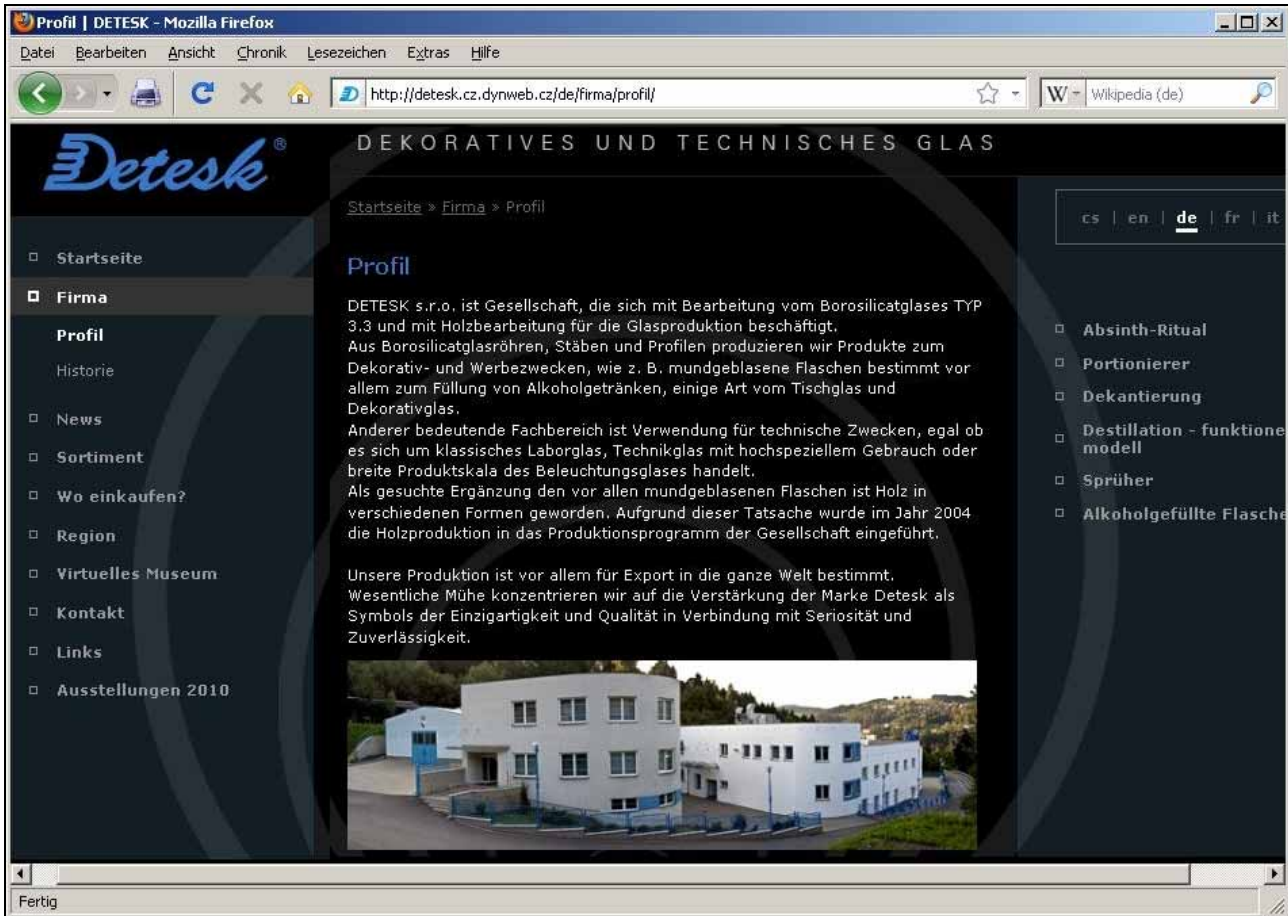 Profil | DETESK - Mozilla Firefox
Datei Bearbeiten Ansicht Chronik Lesezeichen Extras Hilfe
http://detesk.cz.dynweb.cz/de/firma/profil/
W Wikipedia (de)
Detesk®
DEKORATIVES UND TECHNISCHES GLAS
Startseite
Firma
Profil
Historie
News
Sortiment
Wo einkaufen?
Region
Virtuelles Museum
Kontakt
Links
Ausstellungen 2010
Startseite » Firma » Profil
Profil
DETESK s.r.o. ist Gesellschaft, die sich mit Bearbeitung vom Borosilicatglases TYP
3.3 und mit Holzbearbeitung für die Glasproduktion beschäftigt.
Aus Borosilicatglasröhren, Stäben und Profilen produzieren wir Produkte zum
Dekorativ- und Werbezwecken, wie z. B. mundgeblasene Flaschen bestimmt vor
allem zum Füllung von Alkoholgetränken, einige Art vom Tischglas und
Dekorativglas.
Anderer bedeutende Fachbereich ist Verwendung für technische Zwecken, egal ob
es sich um klassisches Laborglas, Technikglas mit hochspeziellem Gebrauch oder
breite Produktskala des Beleuchtungsglases handelt.
Als gesuchte Ergänzung den vor allen mundgeblasenen Flaschen ist Holz in
verschiedenen Formen geworden. Aufgrund dieser Tatsache wurde im Jahr 2004
die Holzproduktion in das Produktionsprogramm der Gesellschaft eingeführt.
Unsere Produktion ist vor allem für Export in die ganze Welt bestimmt.
Wesentliche Mühe konzentrieren wir auf die Verstärkung der Marke Detesk als
Symbols der Einzigartigkeit und Qualität in Verbindung mit Seriosität und
Zuverlässigkeit.
cs | en | de | fr | it
Absinth-Ritual
Portionierer
Dekantierung
Destillation - funktione
modell
Sprüher
Alkoholgefüllte Flasche
Fertig